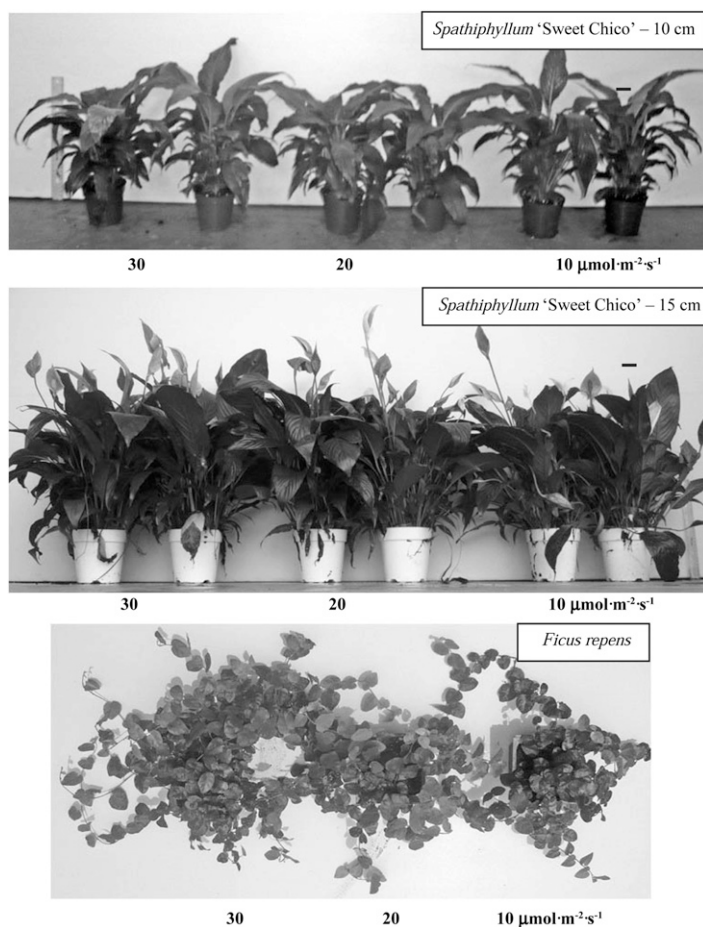 Spathiphyllum ‘Sweet Chico’ – 10 cm
30 20 10 µmol·m-2·s-1
Spathiphyllum ‘Sweet Chico’ – 15 cm
30 20 10 µmol·m-2·s-1
Ficus repens
30 20 10 µmol·m-2·s-1